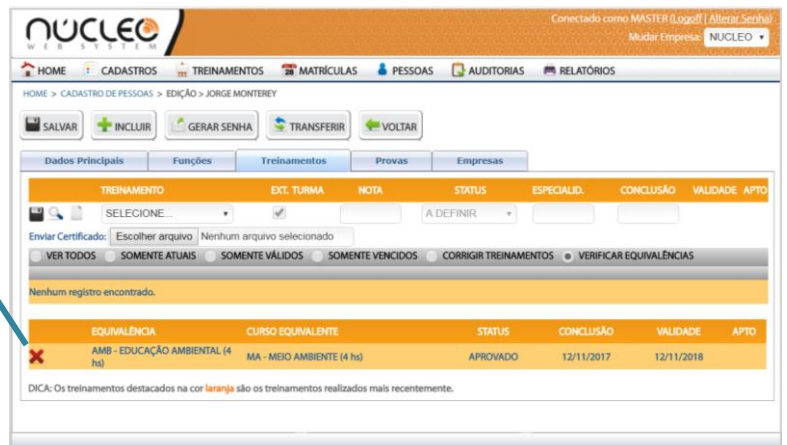 NÚCLEO
WEB SYSTEM
Conectado como MASTER (Logoff | Alterar Senha)
Mudar Empresa: NUCLEO
HOME CADASTROS TREINAMENTOS MATRÍCULAS PESSOAS AUDITORIAS RELATÓRIOS
HOME > CADASTRO DE PESSOAS > EDIÇÃO > JORGE MONTEREY
SALVAR INCLUIR GERAR SENHA TRANSFERIR VOLTAR
Dados Principais Funções Treinamentos Provas Empresas
TREINAMENTO EXT. TURMA NOTA STATUS ESPECIALID. CONCLUSÃO VALIDADE APTO
SELECIONE... A DEFINIR
Enviar Certificado: Escolher arquivo Nenhum arquivo selecionado
VER TODOS SOMENTE ATUAIS SOMENTE VÁLIDOS SOMENTE VENCIDOS CORRIGIR TREINAMENTOS VERIFICAR EQUIVALÊNCIAS
Nenhum registro encontrado.
EQUIVALÊNCIA CURSO EQUIVALENTE STATUS CONCLUSÃO VALIDADE APTO
AMB - EDUCAÇÃO AMBIENTAL (4 hs) MA - MEIO AMBIENTE (4 hs) APROVADO 12/11/2017 12/11/2018
DICA: Os treinamentos destacados na cor laranja são os treinamentos realizados mais recentemente.